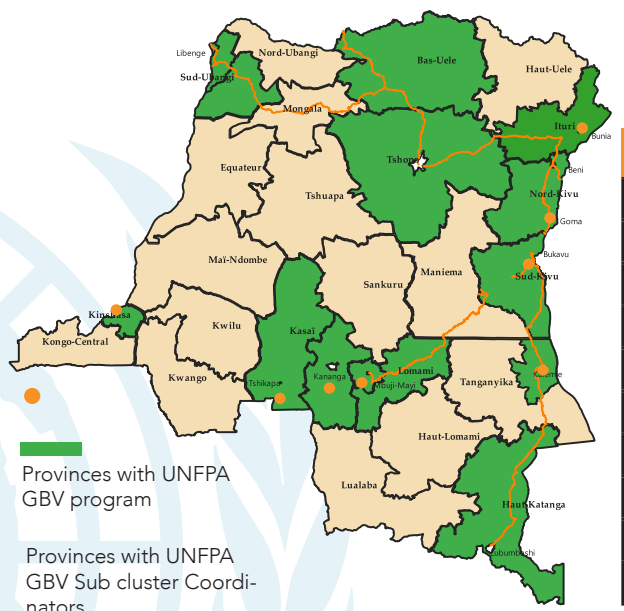 Nord-Ubangi
Libenge
Bas-Uele
Haut-Uele
Sud-Ubangi
Mongala
Ituri
Bunia
Tshopo
Equateur
Beni
Tshuapa
Nord-Kivu
Goma
Bukavu
Maï-Ndombe
Maniema
Sankuru
Sud-Kivu
Kinshasa
Kwilu
Kasaï
Kongo-Central
Kananga
Lomami
Kalemie
Kwango
Tshikapa
Mbuji-Mayi
Tanganyika
Haut-Lomami
Provinces with UNFPA
GBV program
Lualaba
Haut-Katanga
Lubumbashi
Provinces with UNFPA
GBV Sub cluster Coordi-
nators